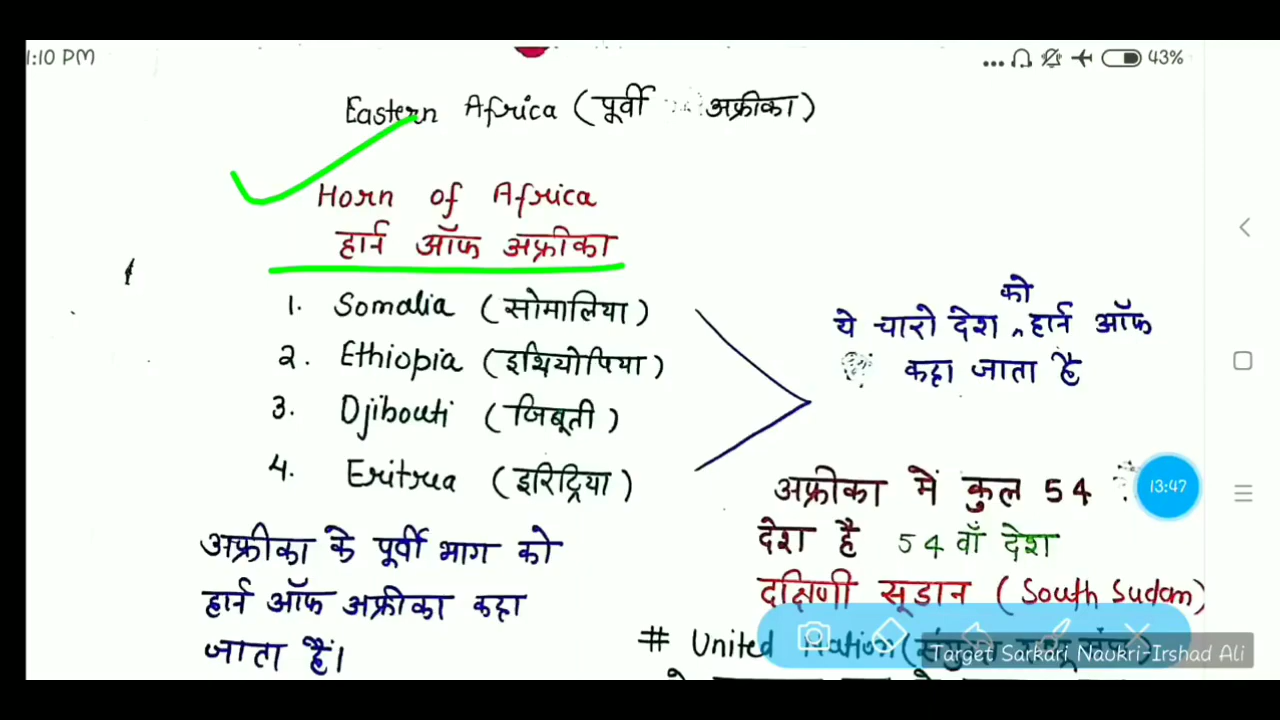 1:10 PM
43%
Eastern Africa (पूर्वी अफ्रीका)
Horn of Africa
हार्न ऑफ अफ्रीका
1. Somalia (सोमालिया)
2. Ethiopia (इथियोपिया)
3. Djibouti (जिबूती)
4. Eritrea (इरिट्रिया)
को
ये चारो देश ^ हार्न ऑफ
कहा जाता है
अफ्रीका के पूर्वी भाग को
हार्न ऑफ अफ्रीका कहा
जाता हैं।
अफ्रीका में कुल 54
देश है 54 वाँ देश
दक्षिणी सूडान (South Sudan)
# United Nation (संयुक्त राष्ट्र संघ)
13:47
Target Sarkari Naukri-Irshad Ali